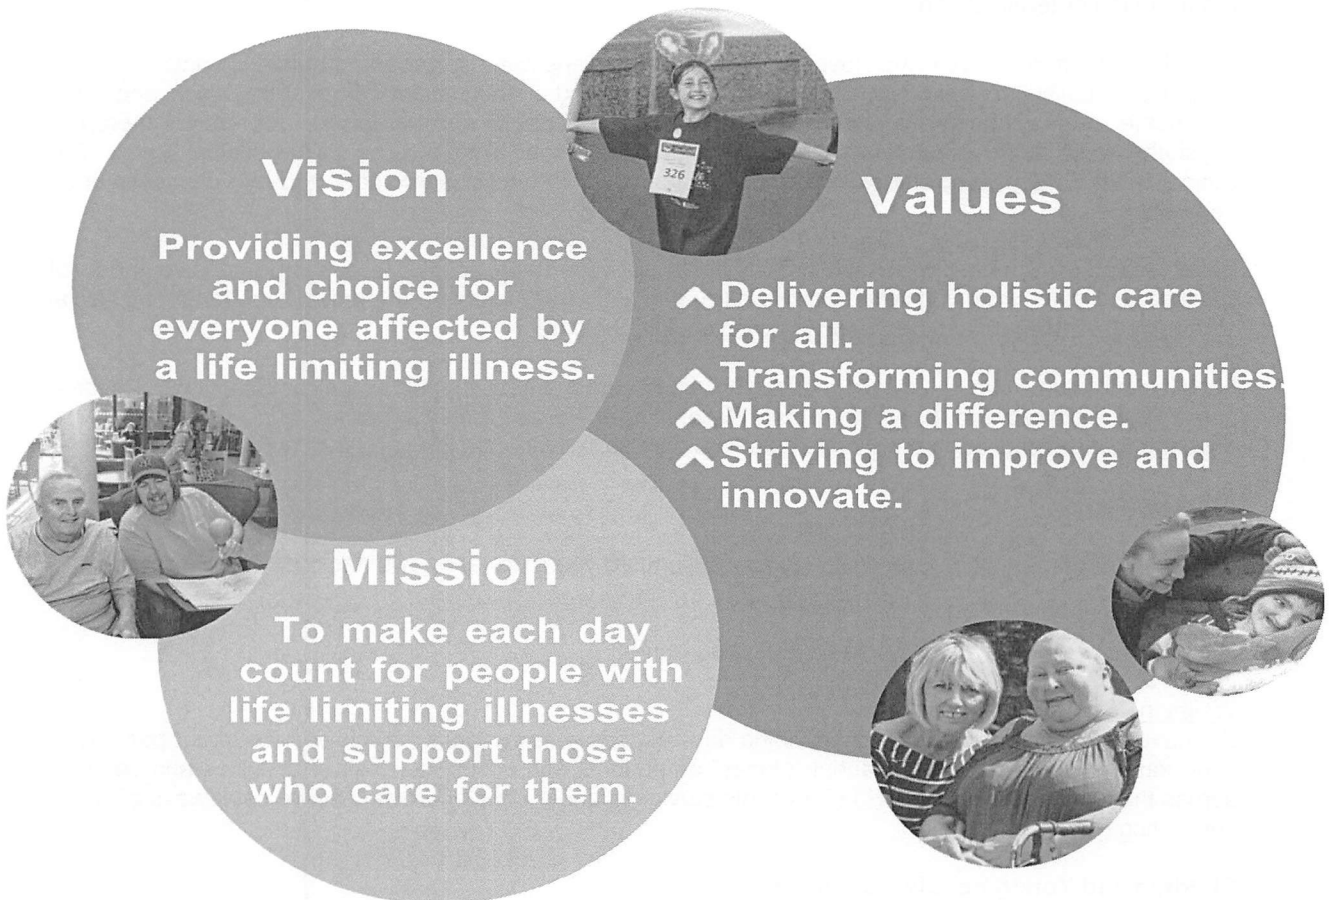 Vision
Providing excellence
and choice for
everyone affected by
a life limiting illness.
326
Values
Delivering holistic care
for all.
Transforming communities.
Making a difference.
Striving to improve and
innovate.
Mission
To make each day
count for people with
life limiting illnesses
and support those
who care for them.